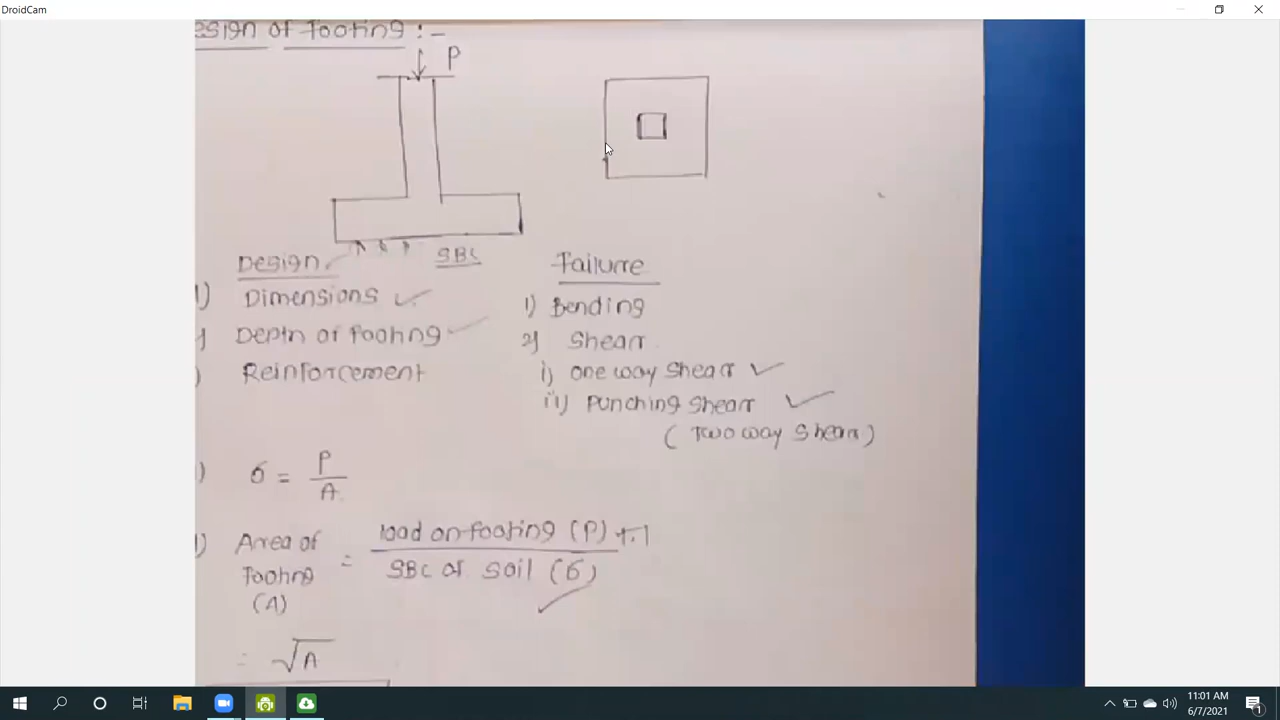 DroidCam
esign of footing :-
P
SBC
Design
1) Dimensions
Depth of footing
) Reinforcement
Failure
1) Bending
2) Shear
i) one way shear
ii) Punching shear
(Two way shear)
) σ = P / A
1) Area of footing (A) = load on footing (P) / SBC of soil (σ)
= √A
11:01 AM
6/7/2021
1